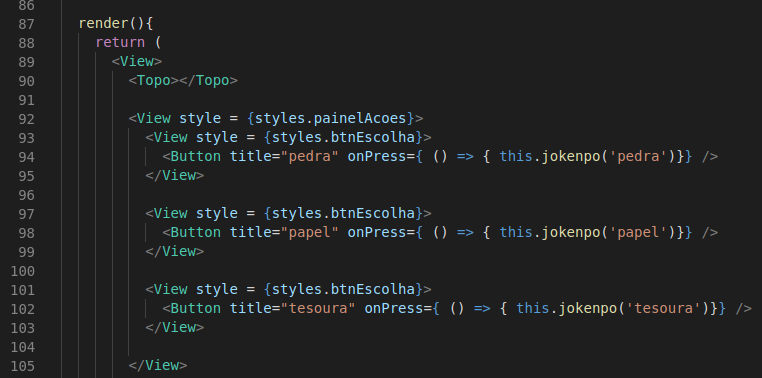 86
87 render(){
88 return (
89 <View>
90 <Topo></Topo>
91
92 <View style = {styles.painelAcoes}>
93 <View style = {styles.btnEscolha}>
94 <Button title="pedra" onPress={ () => { this.jokenpo('pedra')}} />
95 </View>
96
97 <View style = {styles.btnEscolha}>
98 <Button title="papel" onPress={ () => { this.jokenpo('papel')}} />
99 </View>
100
101 <View style = {styles.btnEscolha}>
102 <Button title="tesoura" onPress={ () => { this.jokenpo('tesoura')}} />
103 </View>
104
105 </View>